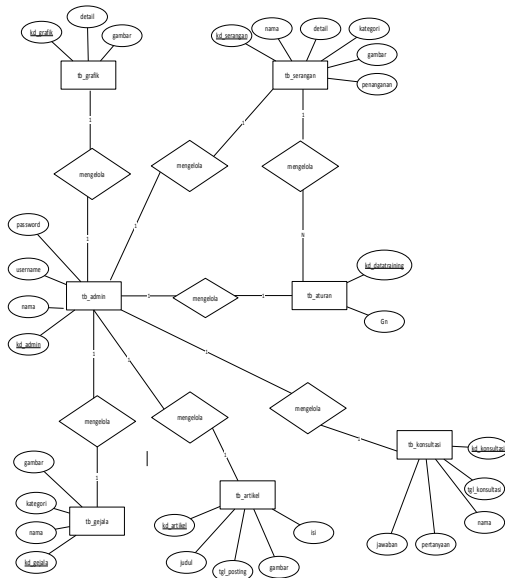 detail
kd_grafik
gambar
tb_grafik
nama
detail
kategori
kd_serangan
gambar
tb_serangan
penanganan
1
1
1
mengelola
mengelola
mengelola
password
1
1
N
username
kd_datatraining
tb_admin
1
mengelola
1
tb_aturan
nama
Gn
kd_admin
1
1
1
mengelola
mengelola
mengelola
1
tb_konsultasi
kd_konsultasi
gambar
1
1
tgl_konsultasi
kategori
tb_artikel
nama
tb_gejala
kd_artikel
isi
nama
kd_gejala
judul
tgl_posting
gambar
jawaban
pertanyaan